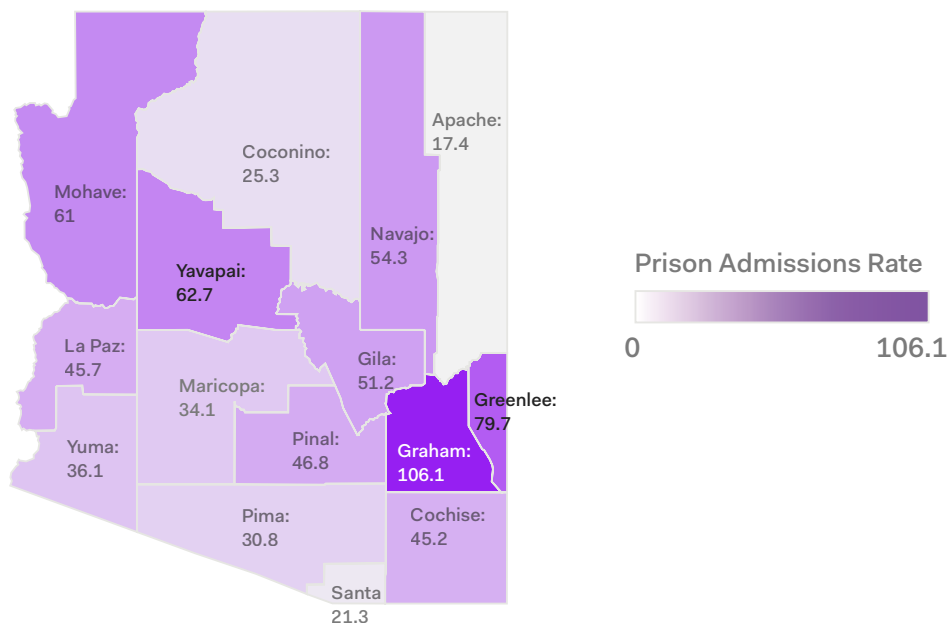 Apache:
17.4
Coconino:
25.3
Mohave:
61
Navajo:
54.3
Yavapai:
62.7
Prison Admissions Rate
0
106.1
La Paz:
45.7
Gila:
51.2
Maricopa:
34.1
Greenlee:
79.7
Pinal:
46.8
Yuma:
36.1
Graham:
106.1
Pima:
30.8
Cochise:
45.2
Santa
21.3